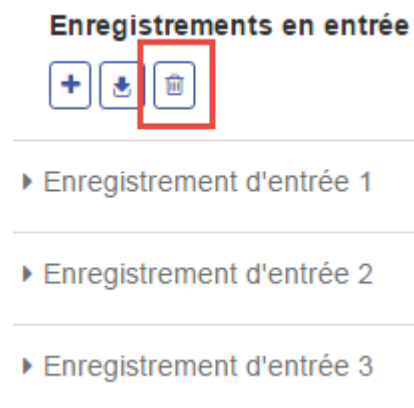 Enregistrements en entrée
Enregistrement d'entrée 1
Enregistrement d'entrée 2
Enregistrement d'entrée 3